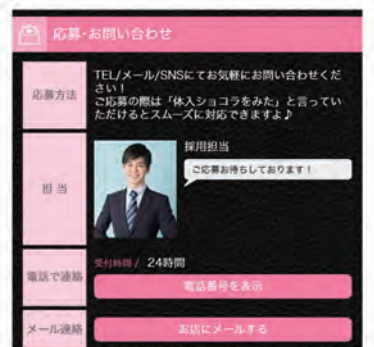 応募・お問い合わせ
応募方法
TEL/メール/SNSにてお気軽にお問い合わせくだ
さい！
ご応募の際は「体入ショコラをみた」と言ってい
ただけるとスムーズに対応できますよ♪
担当
採用担当
ご応募お待ちしております！
電話で連絡
受付時間 / 24時間
電話番号を表示
メール連絡
お店にメールする